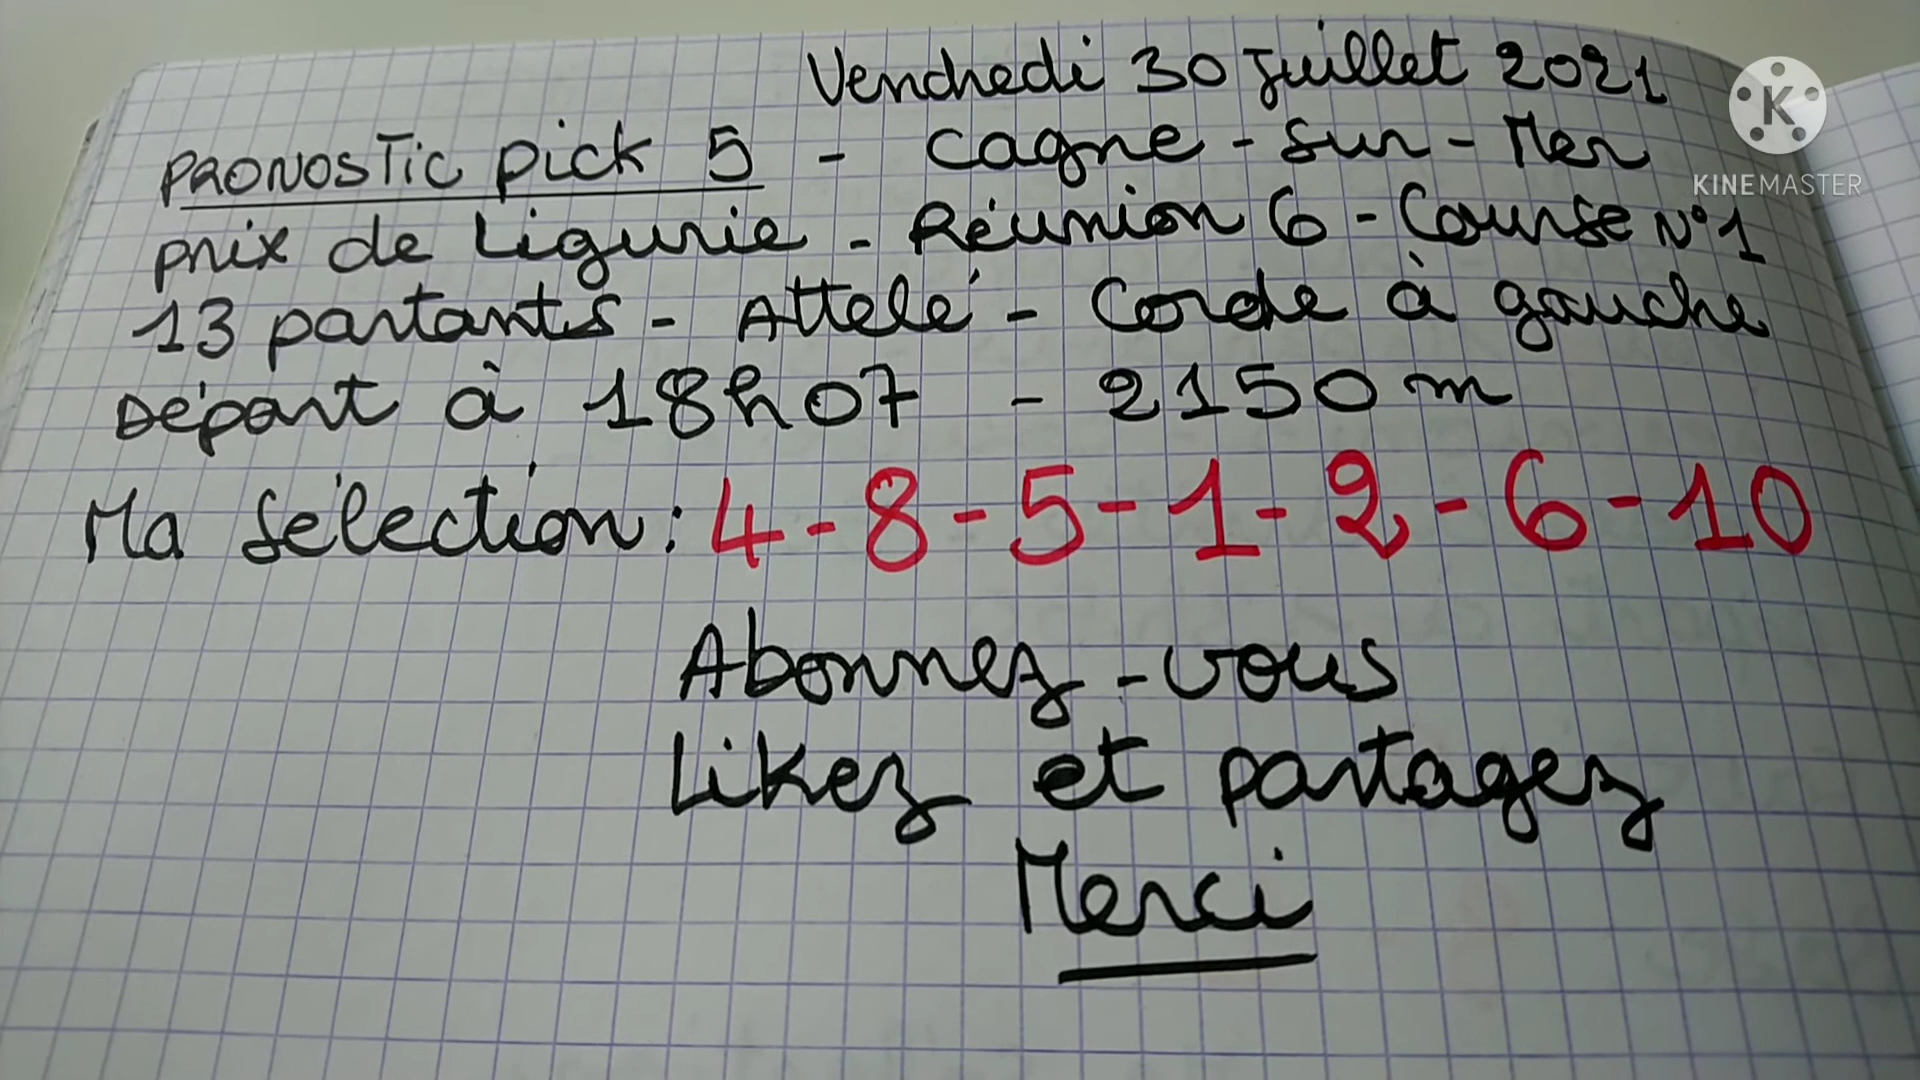 Vendredi 30 Juillet 2021
PRONOSTIC PICK 5 - Cagne-Sur-Mer
prix de Ligurie - Réunion 6 - Course N°1
13 partants - Attelé - Corde à gauche
Départ à 18h07 - 2150 m
Ma Sélection : 4-8-5-1-2-6-10
Abonnez-vous
Likez et partagez
Merci
K
KINEMASTER